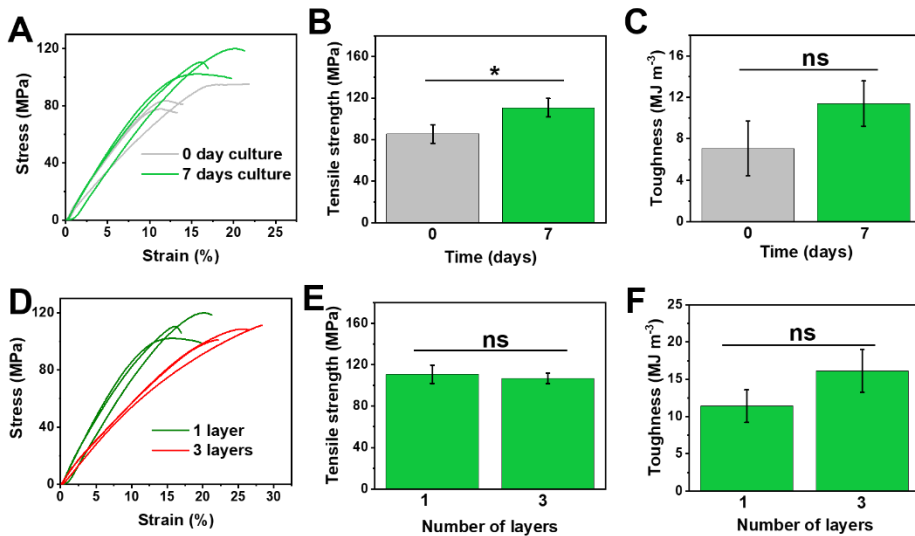 A
Stress (MPa)
120
80
40
0
0 day culture
7 days culture
0
5
10
15
20
25
Strain (%)
B
Tensile strength (MPa)
160
120
80
40
0
*
0
7
Time (days)
C
Toughness (MJ m-3)
16
12
8
4
0
ns
0
7
Time (days)
D
Stress (MPa)
120
80
40
0
1 layer
3 layers
0
5
10
15
20
25
30
Strain (%)
E
Tensile strength (MPa)
160
120
80
40
0
ns
1
3
Number of layers
F
Toughness (MJ m-3)
25
20
15
10
5
0
ns
1
3
Number of layers